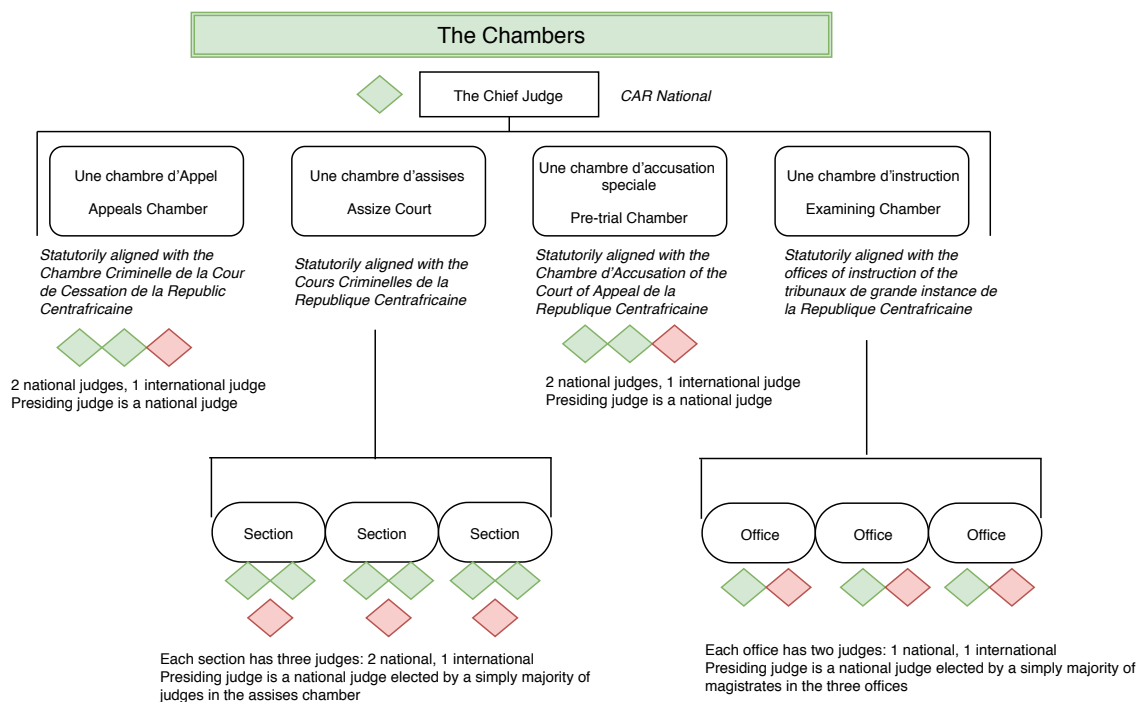 The Chambers
The Chief Judge
CAR National
Une chambre d'Appel
Appeals Chamber
Une chambre d'assises
Assize Court
Une chambre d'accusation
speciale
Pre-trial Chamber
Une chambre d'instruction
Examining Chamber
Statutorily aligned with the
Chambre Criminelle de la Cour
de Cessation de la Republic
Centrafricaine
Statutorily aligned with the
Cours Criminelles de la
Republique Centrafricaine
Statutorily aligned with the
Chambre d'Accusation of the
Court of Appeal de la
Republique Centrafricaine
Statutorily aligned with the
offices of instruction of the
tribunaux de grande instance de
la Republique Centrafricaine
2 national judges, 1 international judge
Presiding judge is a national judge
2 national judges, 1 international judge
Presiding judge is a national judge
Section
Section
Section
Office
Office
Office
Each section has three judges: 2 national, 1 international
Presiding judge is a national judge elected by a simply majority of
judges in the assises chamber
Each office has two judges: 1 national, 1 international
Presiding judge is a national judge elected by a simply majority of
magistrates in the three offices